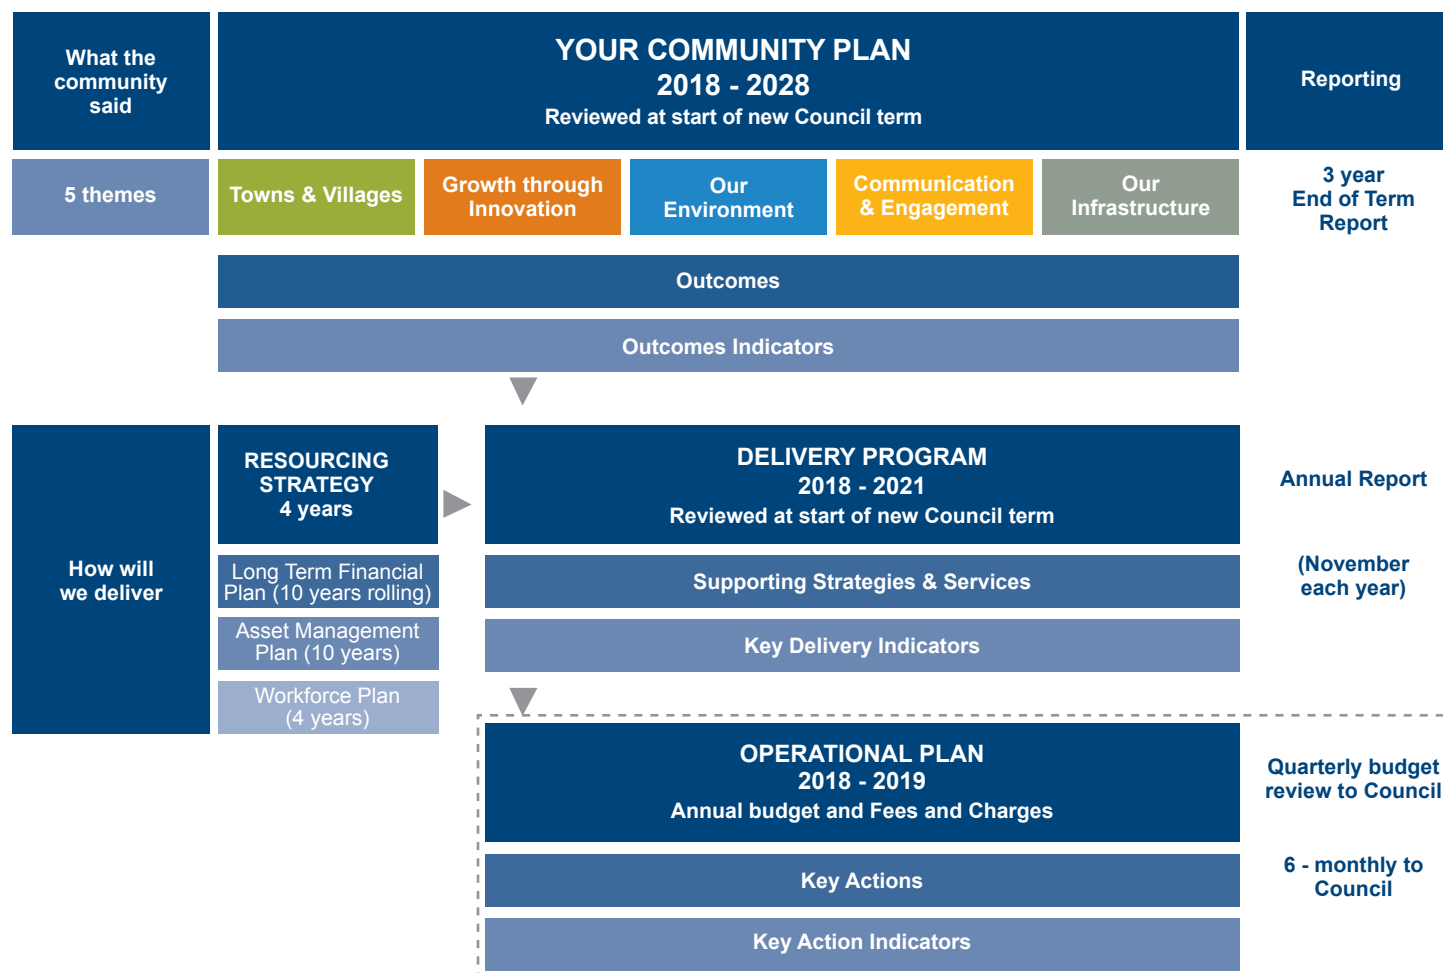 What the
community
said
YOUR COMMUNITY PLAN
2018 - 2028
Reviewed at start of new Council term
Reporting
5 themes
Towns & Villages
Growth through
Innovation
Our
Environment
Communication
& Engagement
Our
Infrastructure
3 year
End of Term
Report
Outcomes
Outcomes Indicators
How will
we deliver
RESOURCING
STRATEGY
4 years
Long Term Financial
Plan (10 years rolling)
Asset Management
Plan (10 years)
Workforce Plan
(4 years)
DELIVERY PROGRAM
2018 - 2021
Reviewed at start of new Council term
Supporting Strategies & Services
Key Delivery Indicators
Annual Report
(November
each year)
OPERATIONAL PLAN
2018 - 2019
Annual budget and Fees and Charges
Key Actions
Key Action Indicators
Quarterly budget
review to Council
6 - monthly to
Council